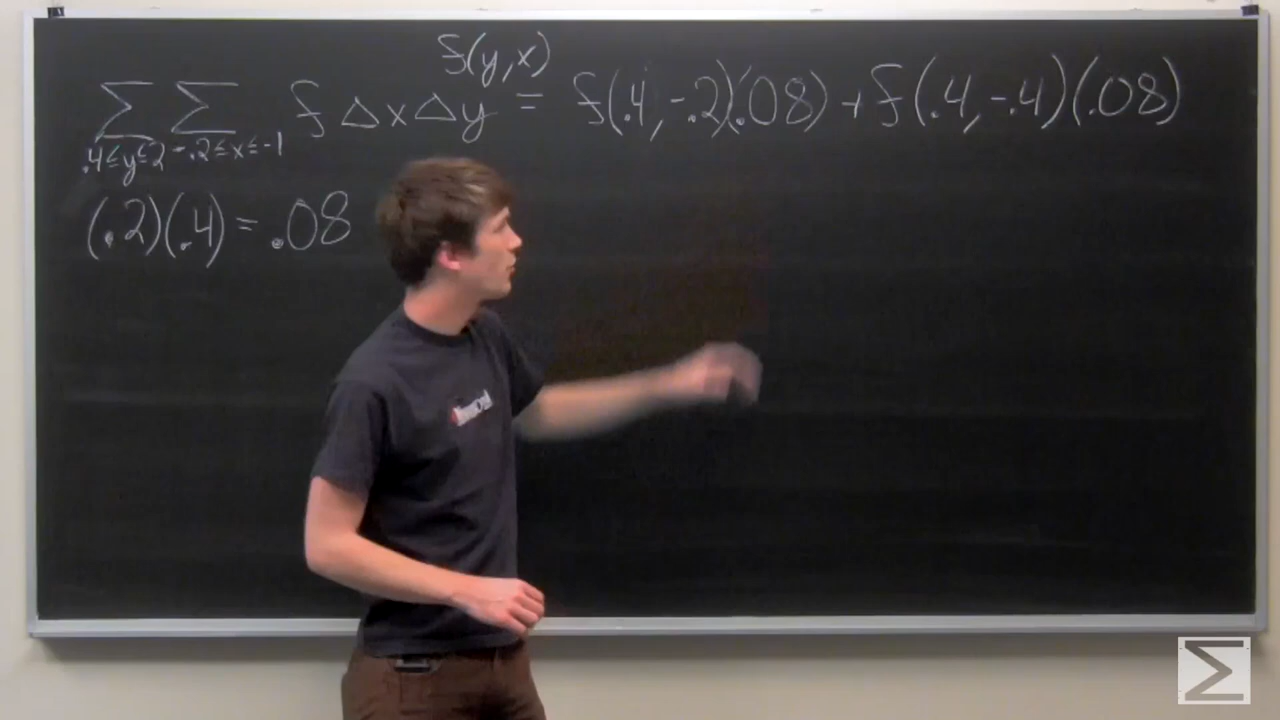 f(y,x)
∑ ∑ f Δx Δy = f(.4, -.2)(.08) + f(.4, -.4)(.08)
.4≤y≤2 -.2≤x≤-1
(.2)(.4) = .08
∑